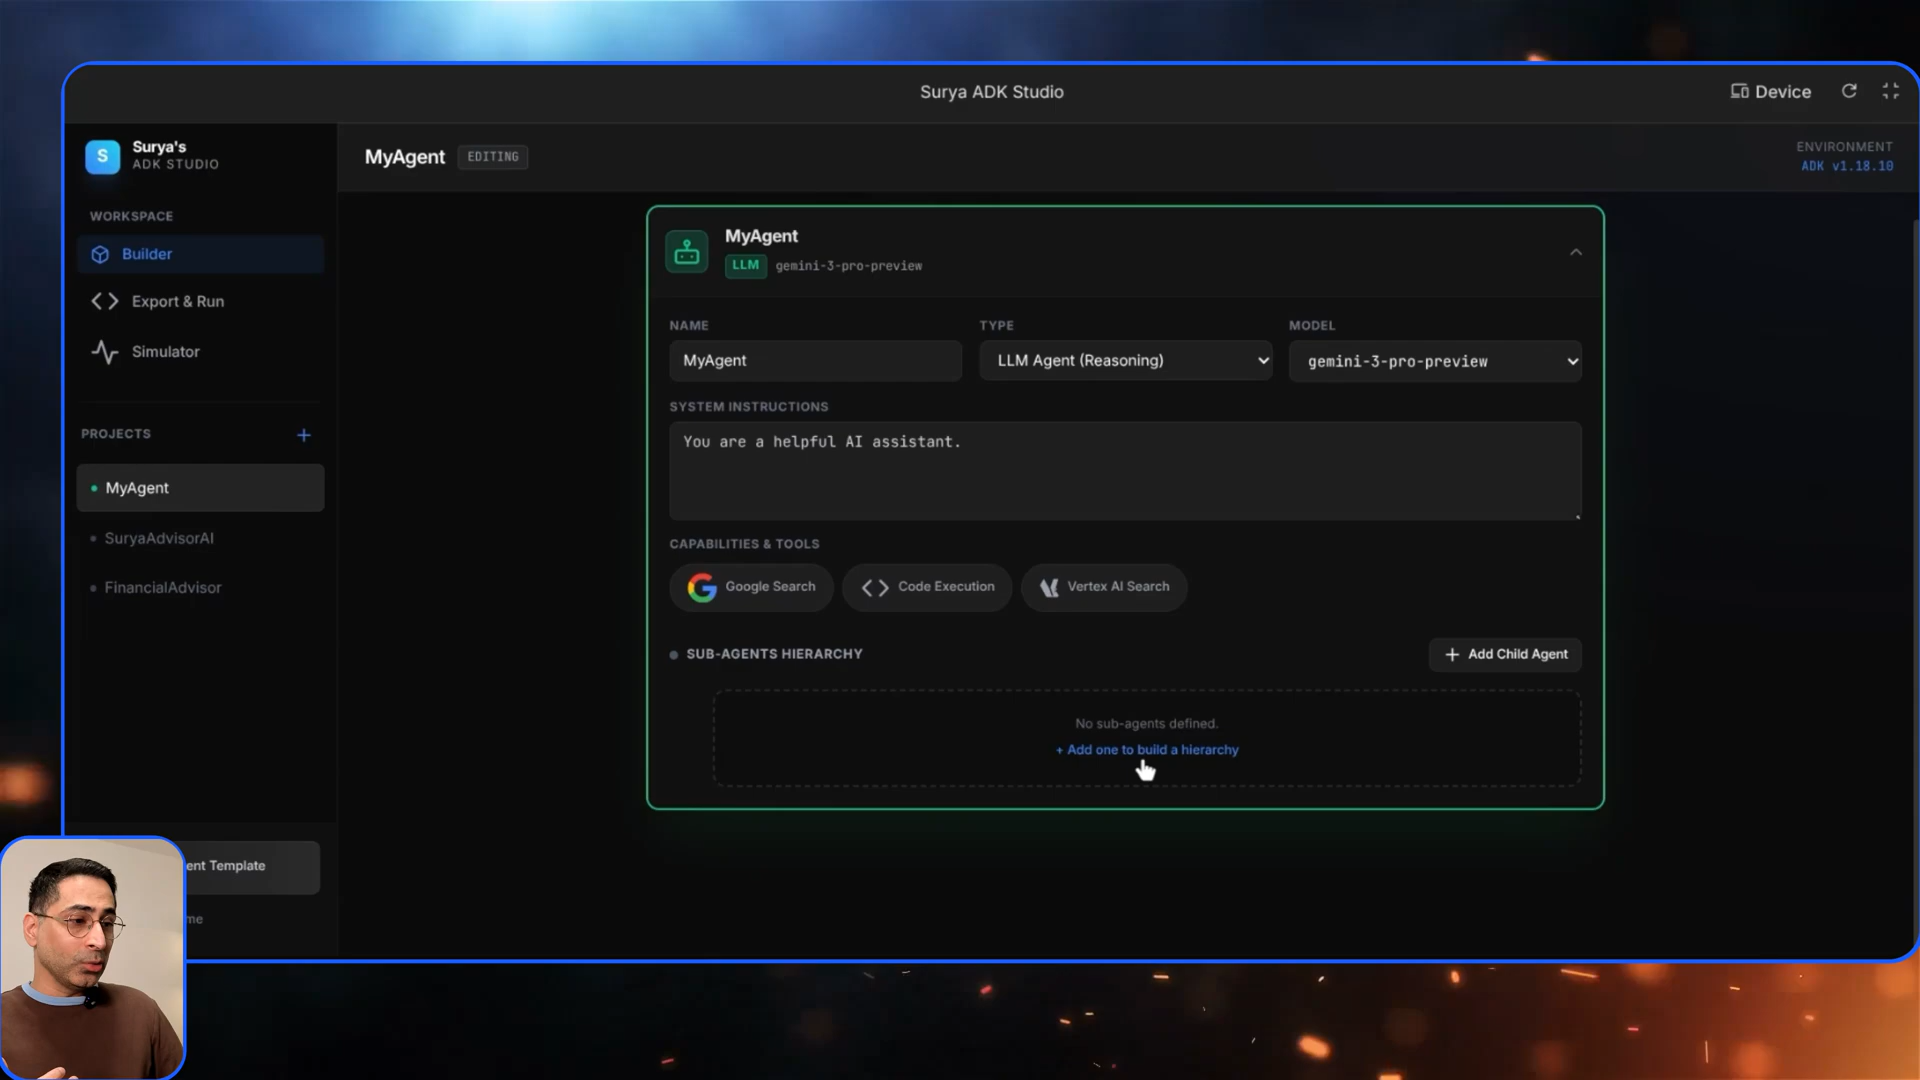 Surya ADK Studio
Device
S
Surya's
ADK STUDIO
MyAgent
EDITING
ENVIRONMENT
ADK v1.18.10
WORKSPACE
Builder
Export & Run
Simulator
PROJECTS
+
MyAgent
SuryaAdvisorAI
FinancialAdvisor
ent Template
me
MyAgent
LLM
gemini-3-pro-preview
NAME
TYPE
MODEL
MyAgent
LLM Agent (Reasoning)
gemini-3-pro-preview
SYSTEM INSTRUCTIONS
You are a helpful AI assistant.
CAPABILITIES & TOOLS
Google Search
Code Execution
Vertex AI Search
SUB-AGENTS HIERARCHY
+ Add Child Agent
No sub-agents defined.
+ Add one to build a hierarchy